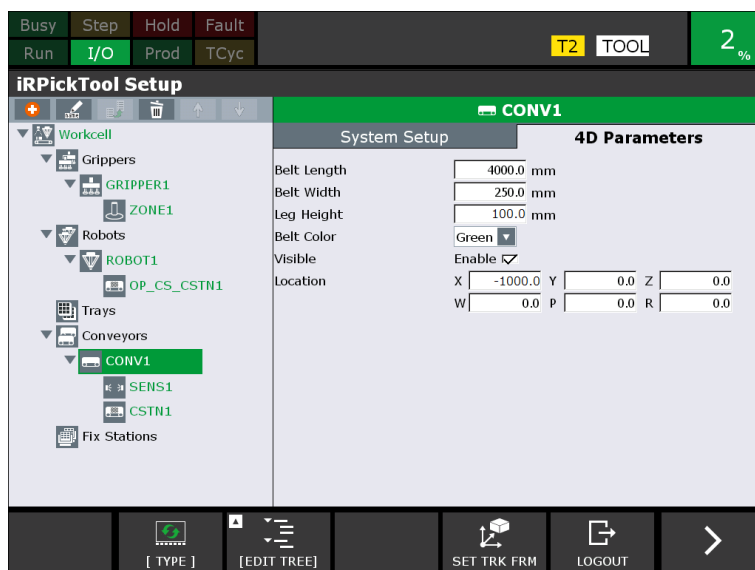 Busy Step Hold Fault
Run I/O Prod TCyc
T2 TOOL
2 %
iRPickTool Setup
CONV1
Workcell
System Setup 4D Parameters
Grippers
GRIPPER1
ZONE1
Robots
ROBOT1
OP_CS_CSTN1
Trays
Conveyors
CONV1
SENS1
CSTN1
Fix Stations
Belt Length 4000.0 mm
Belt Width 250.0 mm
Leg Height 100.0 mm
Belt Color Green
Visible Enable
Location X -1000.0 Y 0.0 Z 0.0
W 0.0 P 0.0 R 0.0
[ TYPE ] [EDIT TREE] SET TRK FRM LOGOUT